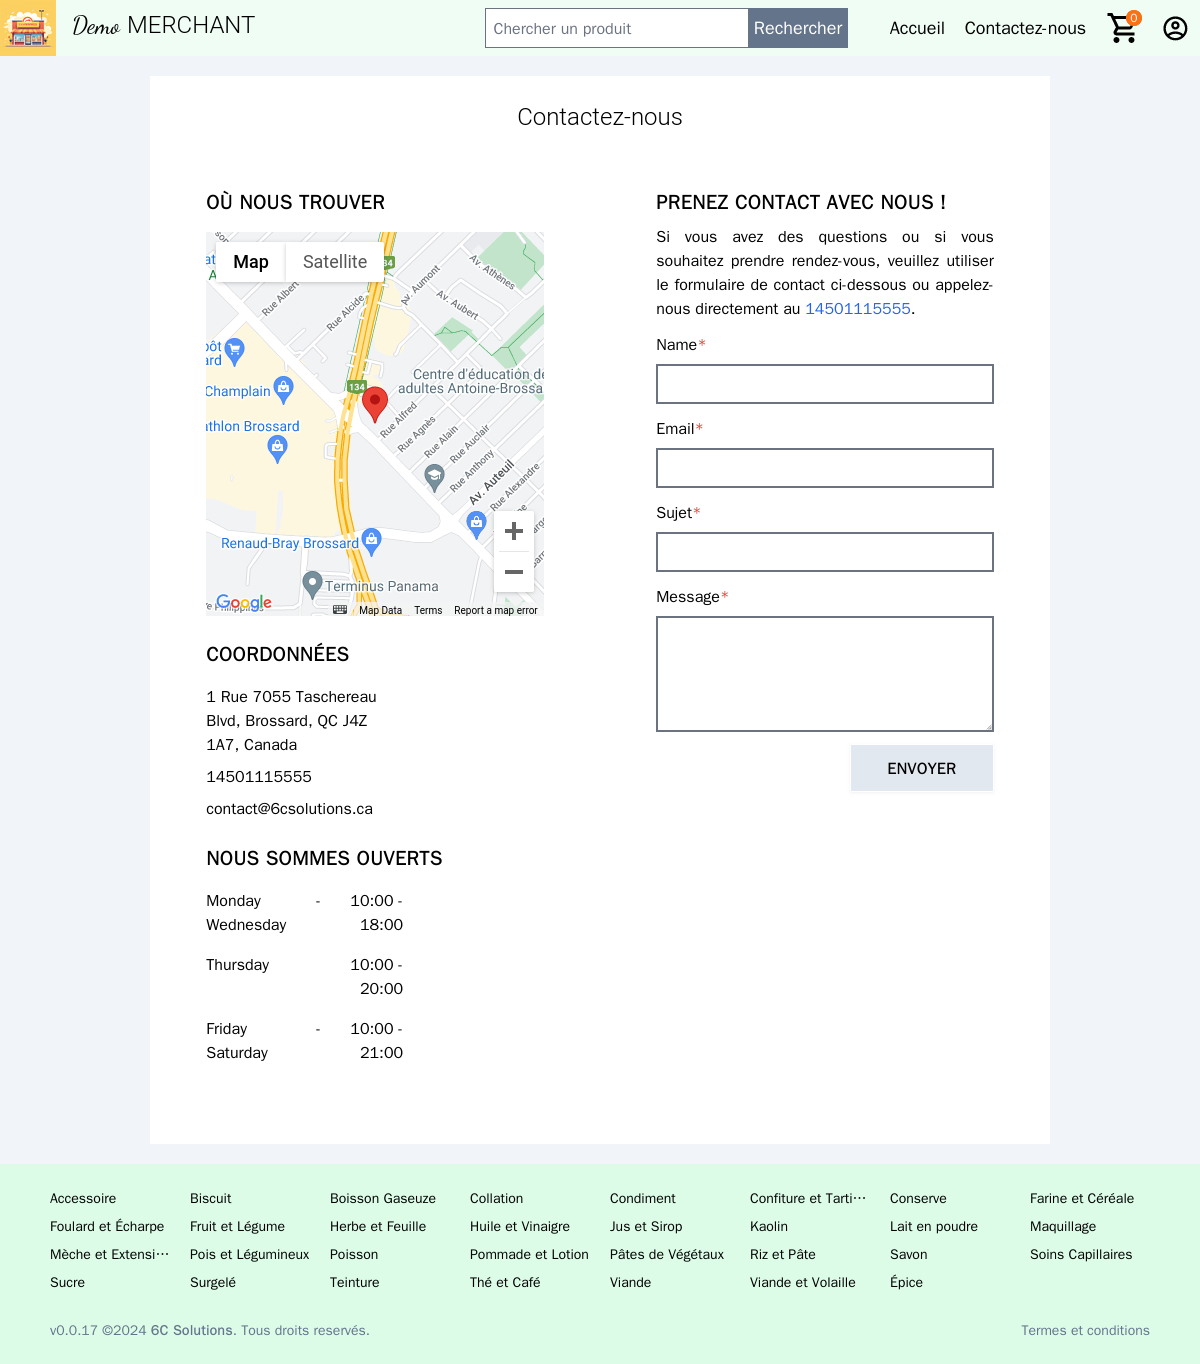 Demo MERCHANT
Chercher un produit
Rechercher
Accueil
Contactez-nous
0
Contactez-nous
OÙ NOUS TROUVER
Map
Satellite
134
Rue Albert
Rue Alcide
Av. Aumont
Av. Athènes
Av. Aubert
Champlain
134
Centre d'éducation de
adultes Antoine-Brossa
Rue Alfred
Rue Agnès
Rue Alain
Rue Auclair
Rue Anthony
Av. Auteuil
Rue Alexandre
thlon Brossard
Renaud-Bray Brossard
Terminus Panama
Google
Map Data
Terms
Report a map error
COORDONNÉES
1 Rue 7055 Taschereau
Blvd, Brossard, QC J4Z
1A7, Canada
14501115555
contact@6csolutions.ca
NOUS SOMMES OUVERTS
Monday - 10:00 -
Wednesday 18:00
Thursday 10:00 -
20:00
Friday - 10:00 -
Saturday 21:00
PRENEZ CONTACT AVEC NOUS !
Si vous avez des questions ou si vous
souhaitez prendre rendez-vous, veuillez utiliser
le formulaire de contact ci-dessous ou appelez-
nous directement au 14501115555.
Name*
Email*
Sujet*
Message*
ENVOYER
Accessoire Biscuit Boisson Gaseuze Collation Condiment Confiture et Tarti… Conserve Farine et Céréale
Foulard et Écharpe Fruit et Légume Herbe et Feuille Huile et Vinaigre Jus et Sirop Kaolin Lait en poudre Maquillage
Mèche et Extensi… Pois et Légumineux Poisson Pommade et Lotion Pâtes de Végétaux Riz et Pâte Savon Soins Capillaires
Sucre Surgelé Teinture Thé et Café Viande Viande et Volaille Épice
v0.0.17 ©2024 6C Solutions. Tous droits reservés.
Termes et conditions